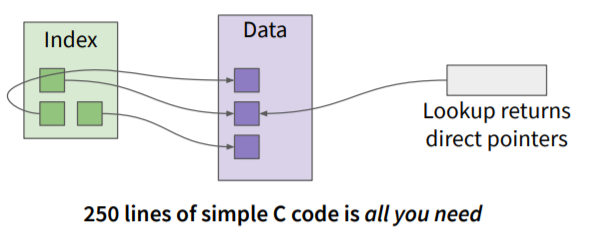 Index
Data
Lookup returns
direct pointers
250 lines of simple C code is all you need